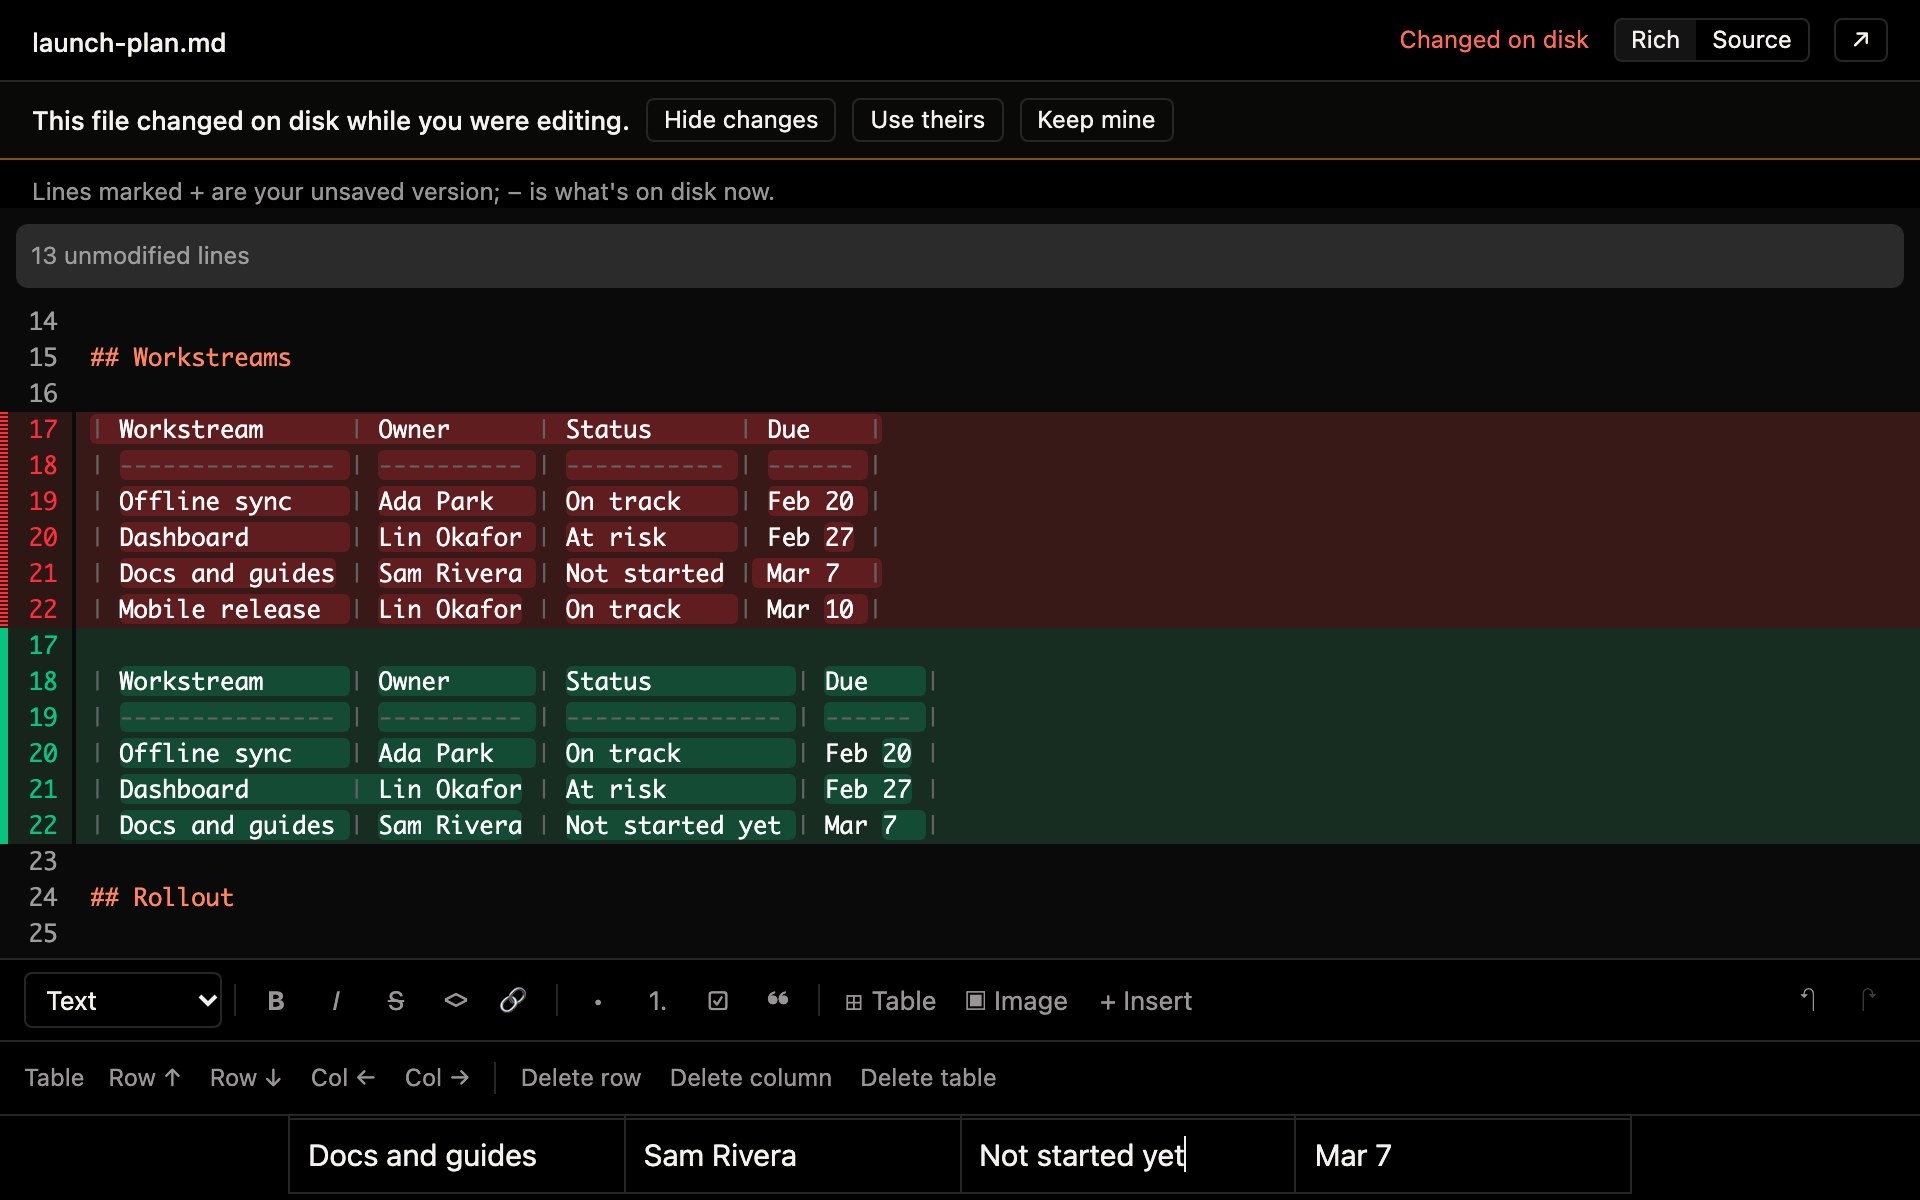 launch-plan.md
Changed on disk
Rich Source ↗
This file changed on disk while you were editing. Hide changes Use theirs Keep mine
Lines marked + are your unsaved version; – is what's on disk now.
13 unmodified lines
14
15 ## Workstreams
16
17 | Workstream | Owner | Status | Due |
18 | --------------- | ---------- | ----------- | ------ |
19 | Offline sync | Ada Park | On track | Feb 20 |
20 | Dashboard | Lin Okafor | At risk | Feb 27 |
21 | Docs and guides | Sam Rivera | Not started | Mar 7 |
22 | Mobile release | Lin Okafor | On track | Mar 10 |
17
18 | Workstream | Owner | Status | Due |
19 | --------------- | ---------- | --------------- | ------ |
20 | Offline sync | Ada Park | On track | Feb 20 |
21 | Dashboard | Lin Okafor | At risk | Feb 27 |
22 | Docs and guides | Sam Rivera | Not started yet | Mar 7 |
23
24 ## Rollout
25
Text B I S <> • 1. ❝ Table Image + Insert
Table Row ↑ Row ↓ Col ← Col → Delete row Delete column Delete table
Docs and guides Sam Rivera Not started yet Mar 7